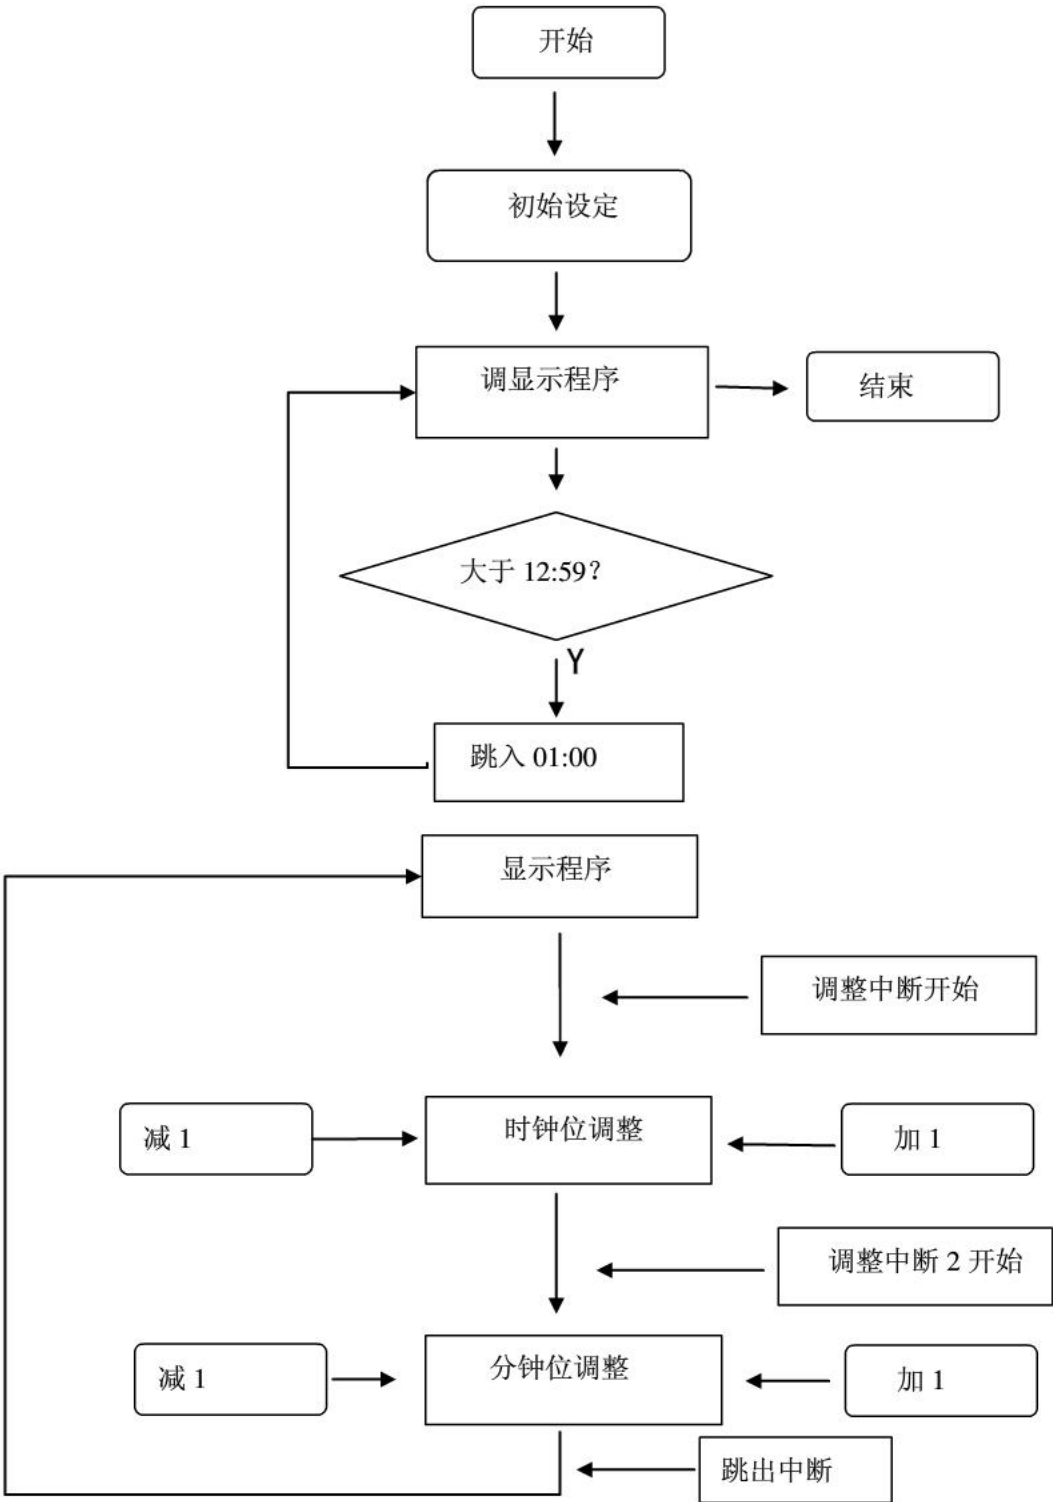 开始
初始设定
调显示程序
结束
大于 12:59？
Y
跳入 01:00
显示程序
调整中断开始
减 1
时钟位调整
加 1
调整中断 2 开始
减 1
分钟位调整
加 1
跳出中断